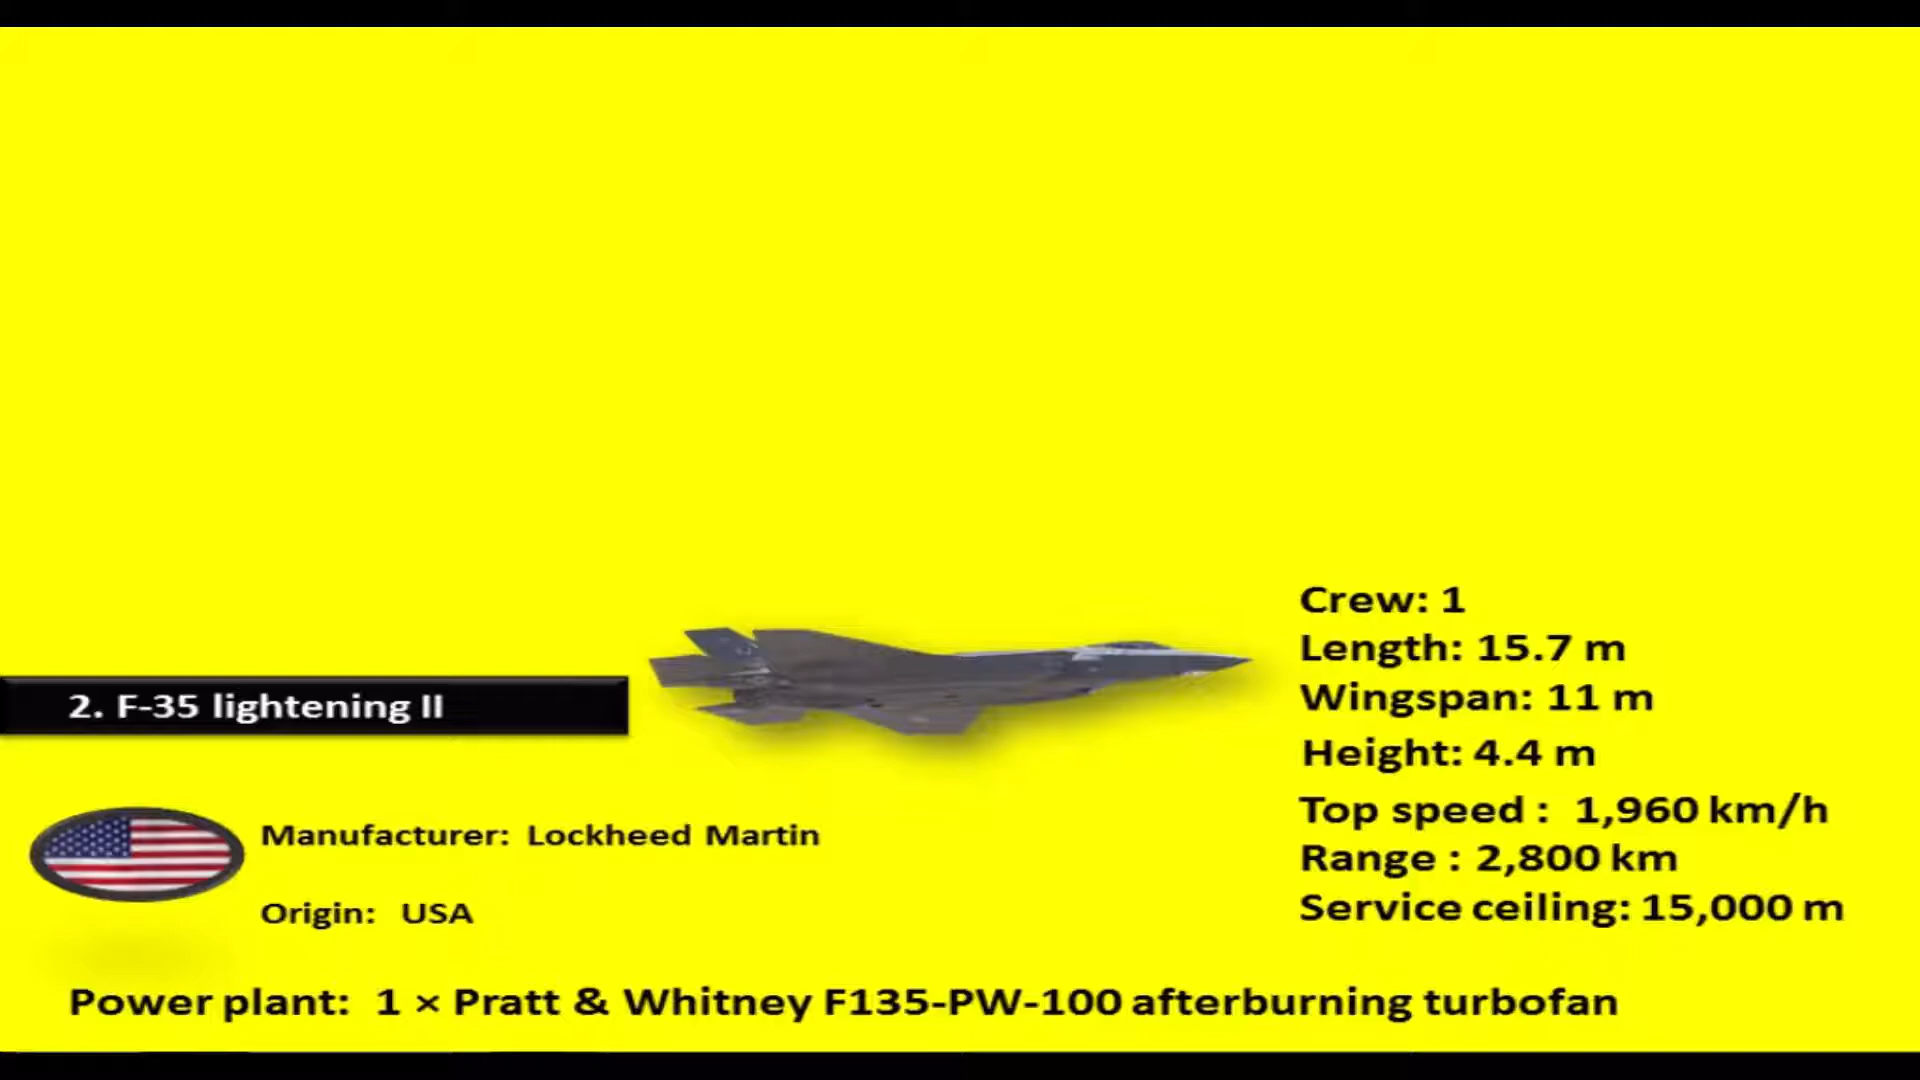 Crew: 1
Length: 15.7 m
Wingspan: 11 m
2. F-35 lightening II
Height: 4.4 m
Top speed : 1,960 km/h
Manufacturer: Lockheed Martin
Range : 2,800 km
Origin: USA
Service ceiling: 15,000 m
Power plant: 1 × Pratt & Whitney F135-PW-100 afterburning turbofan